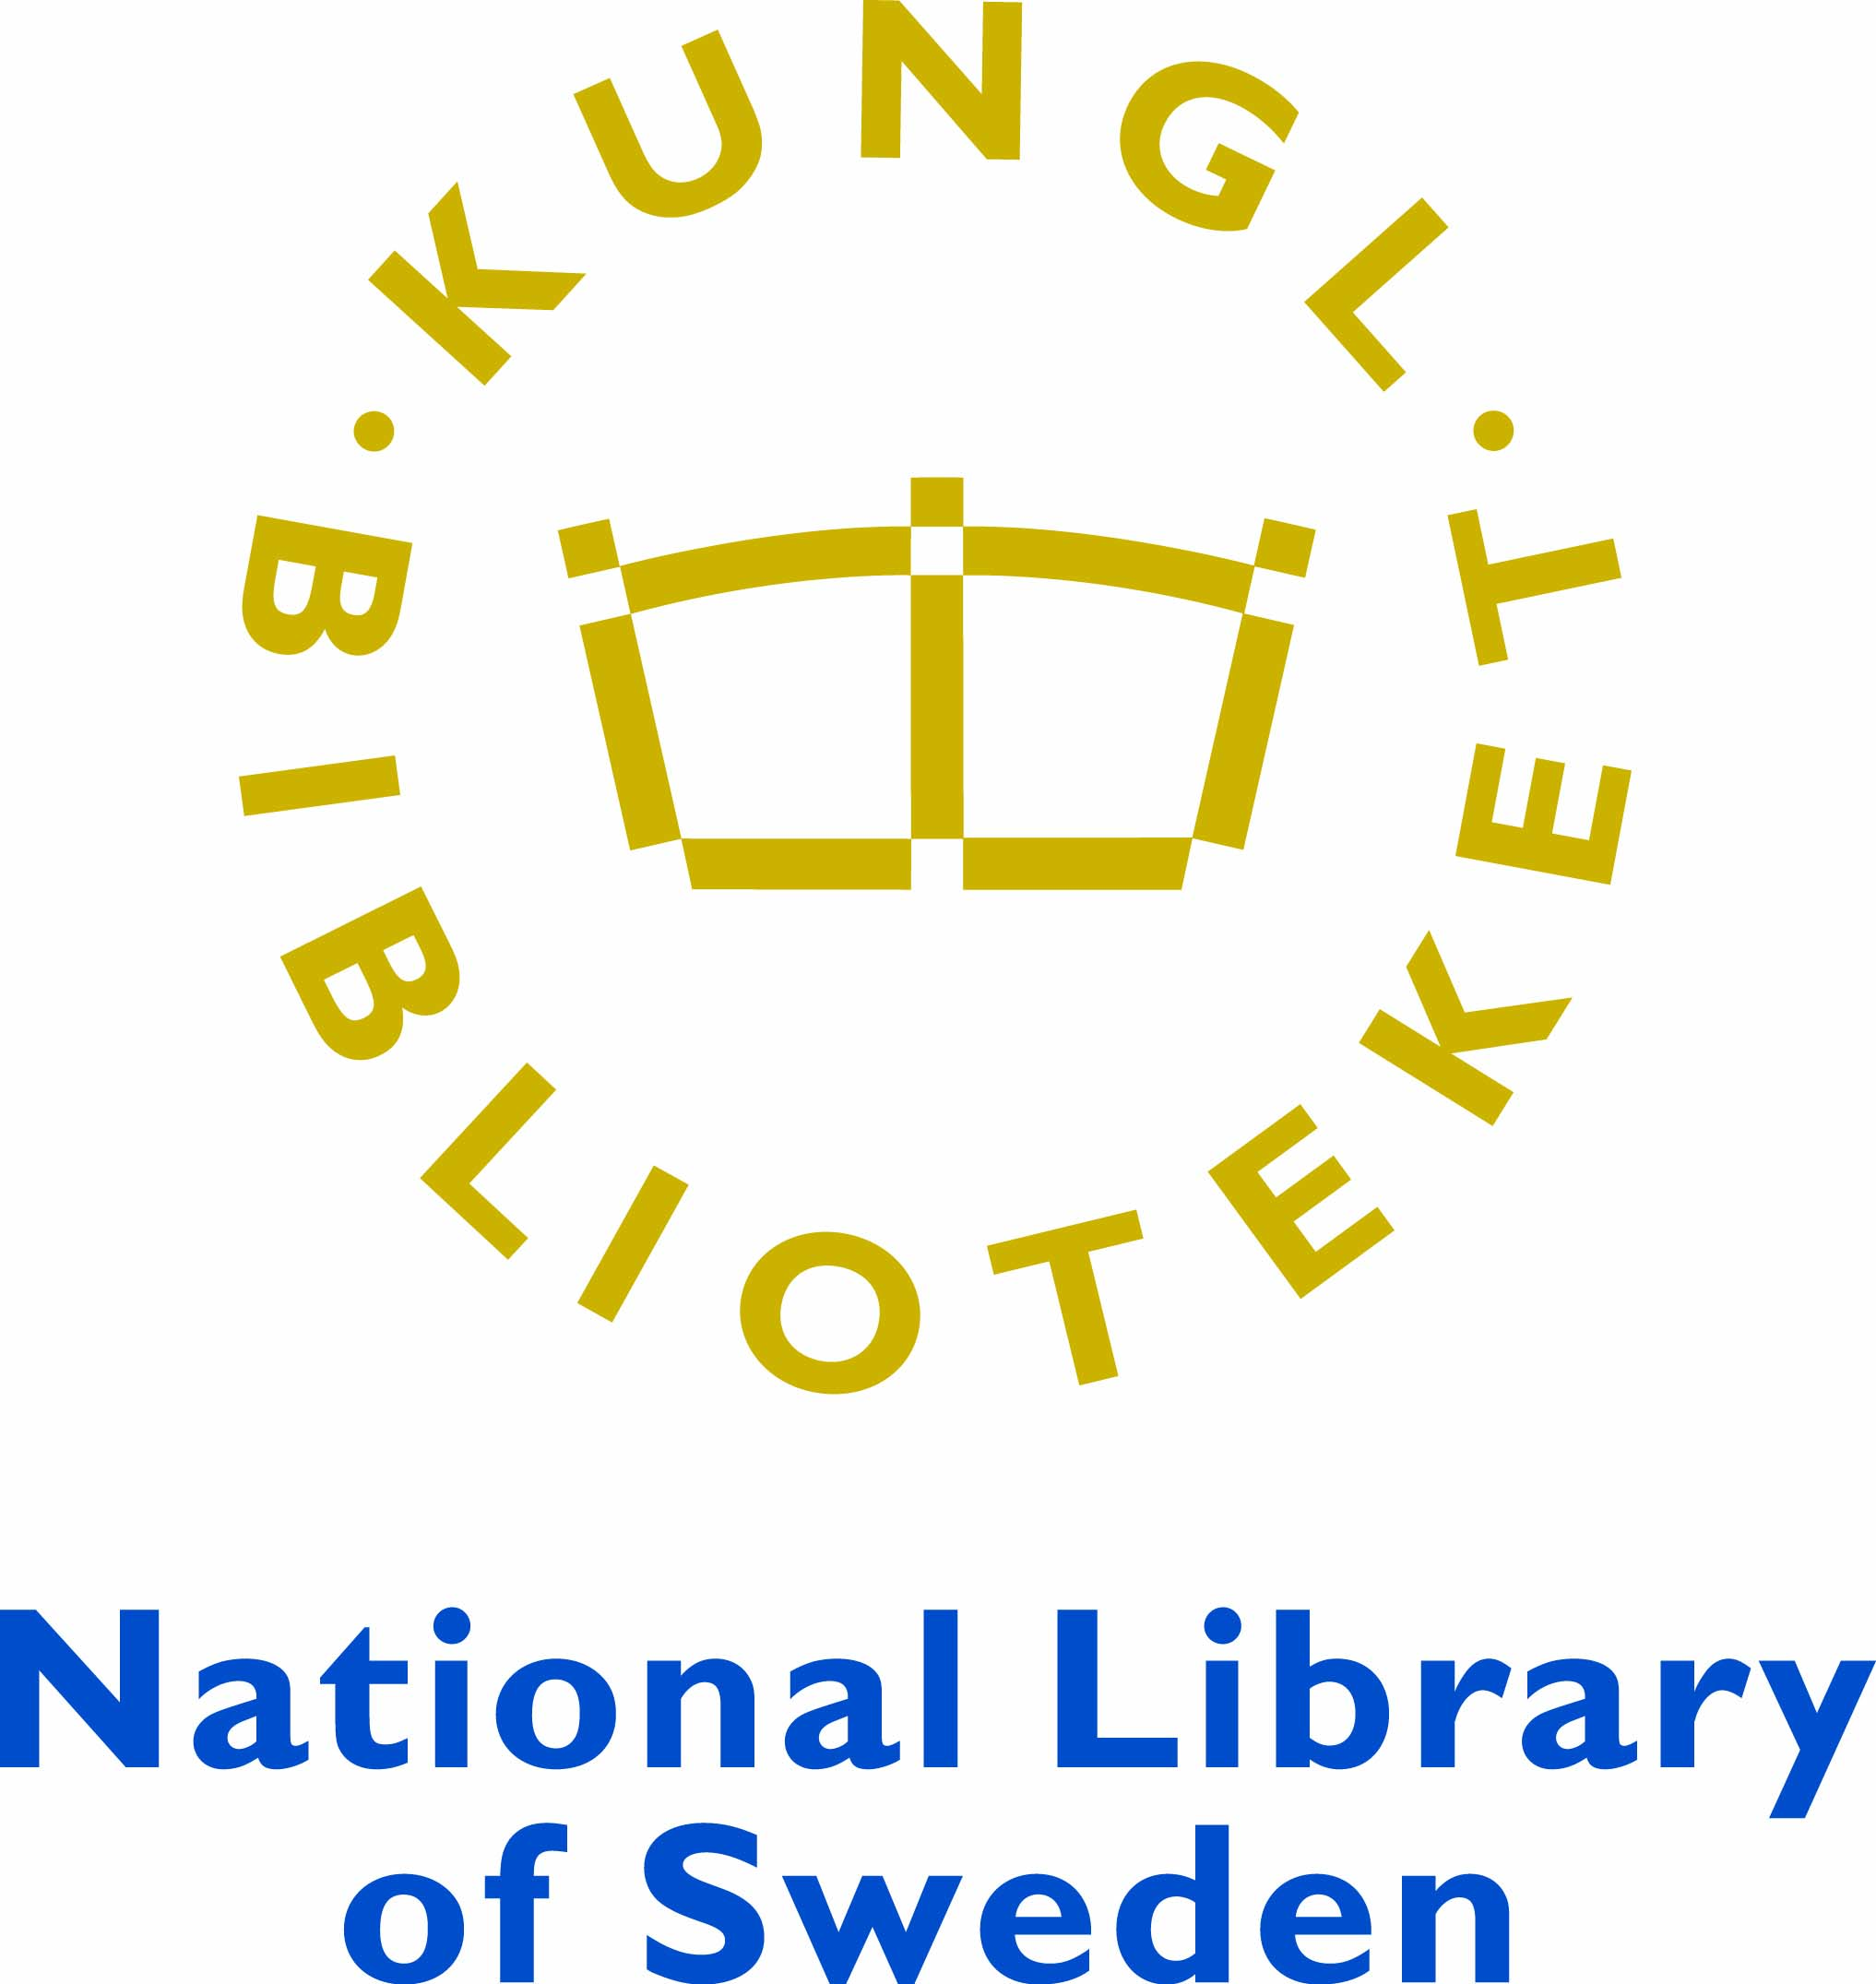 KUNGL.
BIBLIOTEKET.
National Library
of Sweden